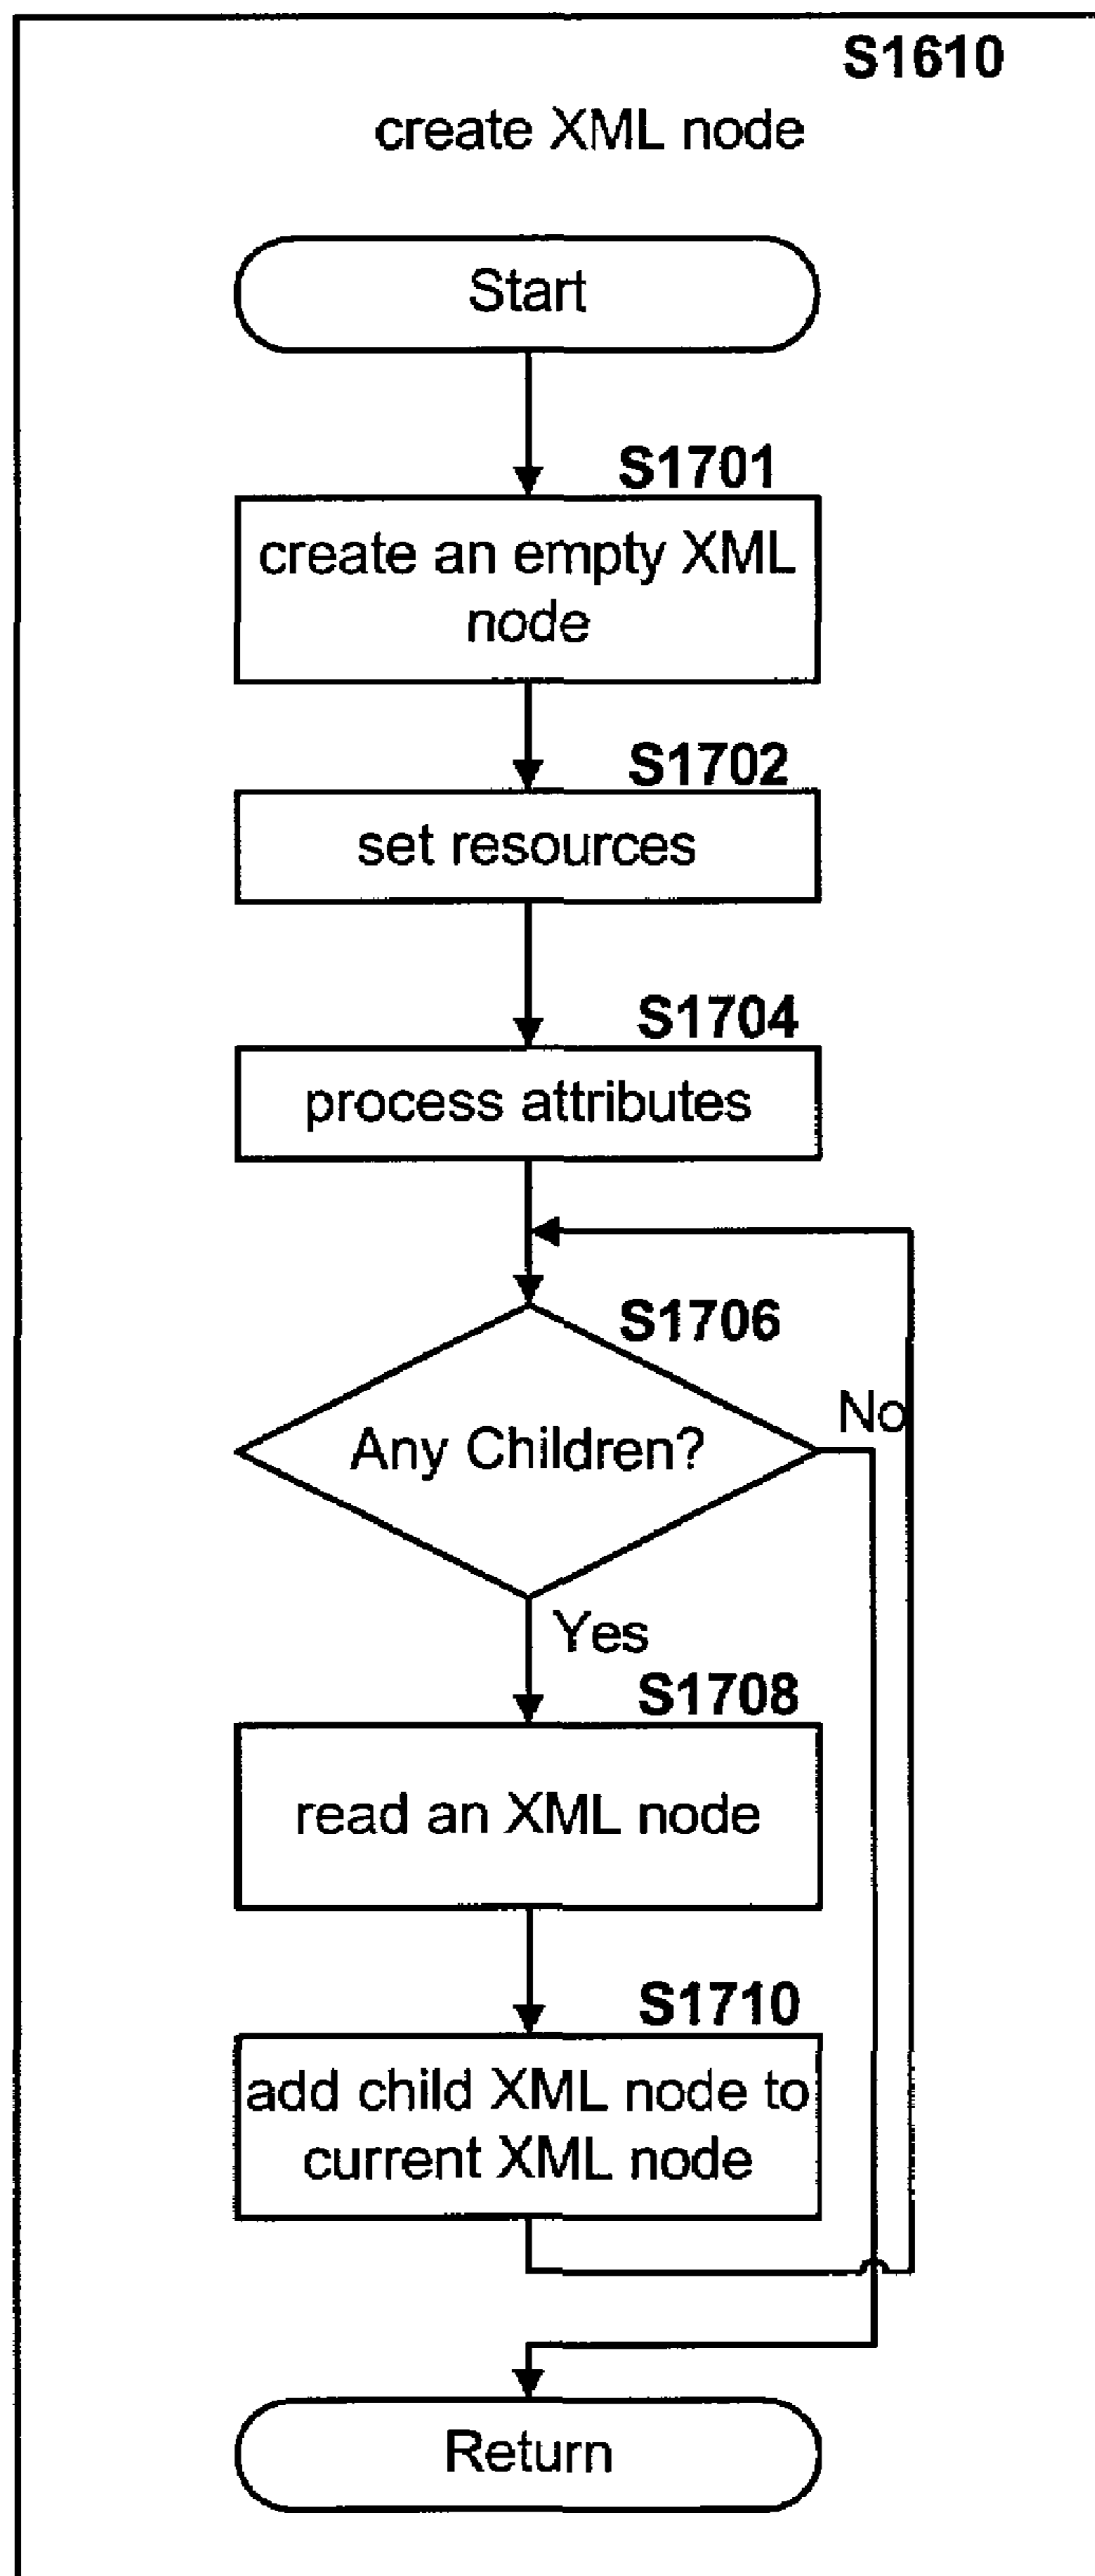 S1610
create XML node
Start
S1701
create an empty XML
node
S1702
set resources
S1704
process attributes
S1706
Any Children?
No
Yes
S1708
read an XML node
S1710
add child XML node to
current XML node
Return